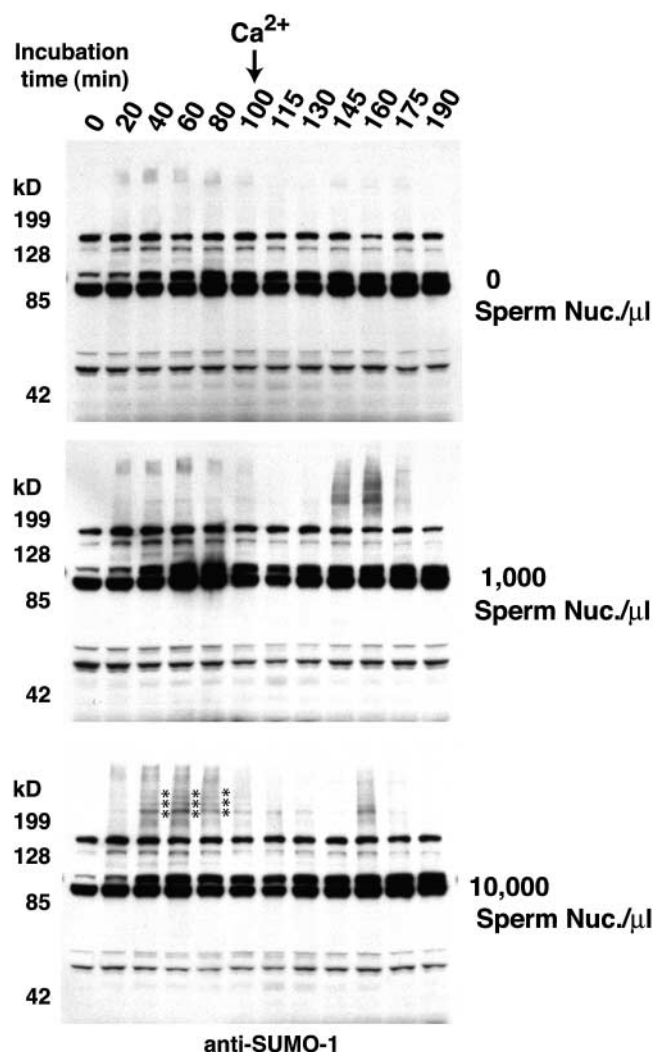 Ca2+
Incubation
time (min)
0 20 40 60 80 100 115 130 145 160 175 190
kD
199
128
85
42
0
Sperm Nuc./µl
kD
199
128
85
42
1,000
Sperm Nuc./µl
kD
*** *** ***
199
128
85
42
10,000
Sperm Nuc./µl
anti-SUMO-1